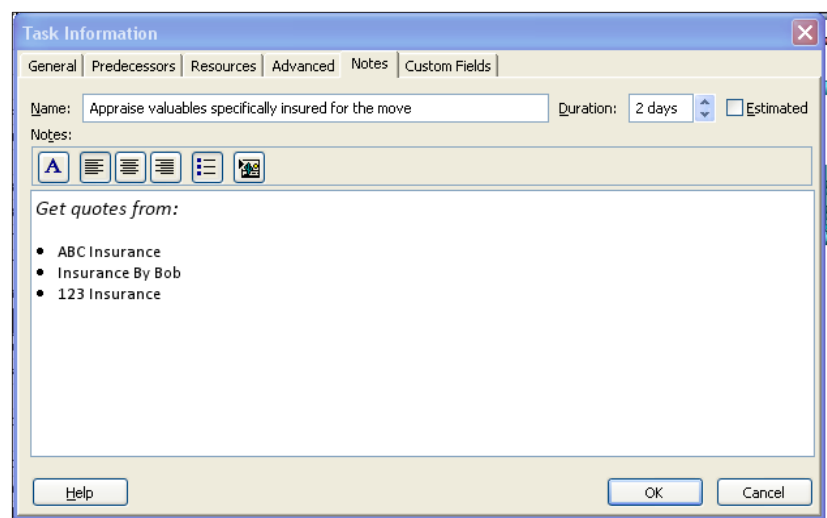 Task Information
General Predecessors Resources Advanced Notes Custom Fields
Name: Appraise valuables specifically insured for the move Duration: 2 days Estimated
Notes:
A
Get quotes from:
• ABC Insurance
• Insurance By Bob
• 123 Insurance
Help OK Cancel